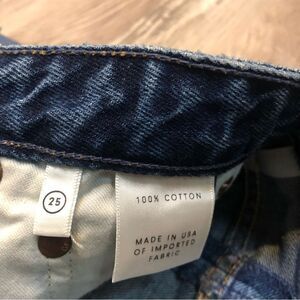 25
100% COTTON
MADE IN USA
OF IMPORTED
FABRIC